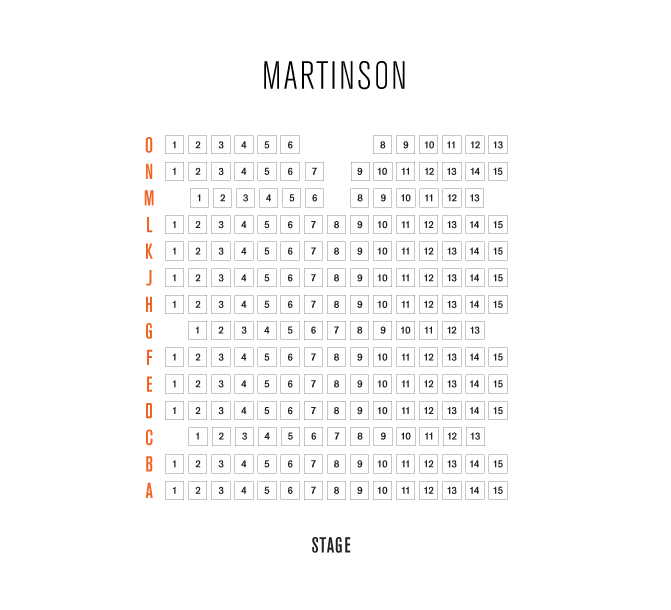 MARTINSON
O 1 2 3 4 5 6 8 9 10 11 12 13
N 1 2 3 4 5 6 7 9 10 11 12 13 14 15
M 1 2 3 4 5 6 8 9 10 11 12 13
L 1 2 3 4 5 6 7 8 9 10 11 12 13 14 15
K 1 2 3 4 5 6 7 8 9 10 11 12 13 14 15
J 1 2 3 4 5 6 7 8 9 10 11 12 13 14 15
H 1 2 3 4 5 6 7 8 9 10 11 12 13 14 15
G 1 2 3 4 5 6 7 8 9 10 11 12 13
F 1 2 3 4 5 6 7 8 9 10 11 12 13 14 15
E 1 2 3 4 5 6 7 8 9 10 11 12 13 14 15
D 1 2 3 4 5 6 7 8 9 10 11 12 13 14 15
C 1 2 3 4 5 6 7 8 9 10 11 12 13
B 1 2 3 4 5 6 7 8 9 10 11 12 13 14 15
A 1 2 3 4 5 6 7 8 9 10 11 12 13 14 15
STAGE